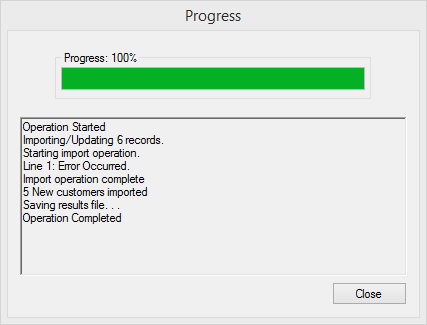 Progress
Progress: 100%
Operation Started
Importing/Updating 6 records.
Starting import operation.
Line 1: Error Occurred.
Import operation complete
5 New customers imported
Saving results file. . .
Operation Completed
Close